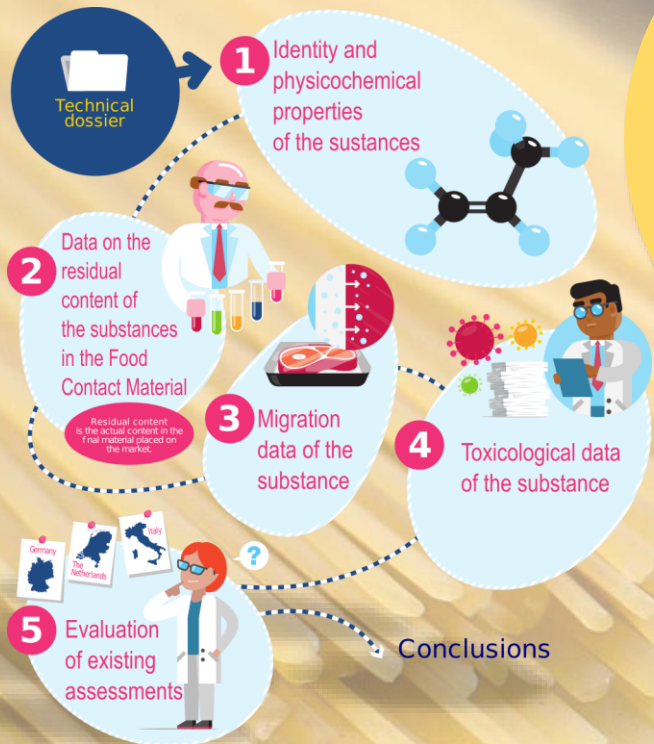 Technical
dossier
1
Identity and
physicochemical
properties
of the sustances
2
Data on the
residual
content of
the substances
in the Food
Contact Material
Residual content
is the actual content in the
f nal material placed on
the market.
3
Migration
data of the
substance
4
Toxicological data
of the substance
Germany
The
Netherlands
Italy
?
5
Evaluation
of existing
assessments
Conclusions